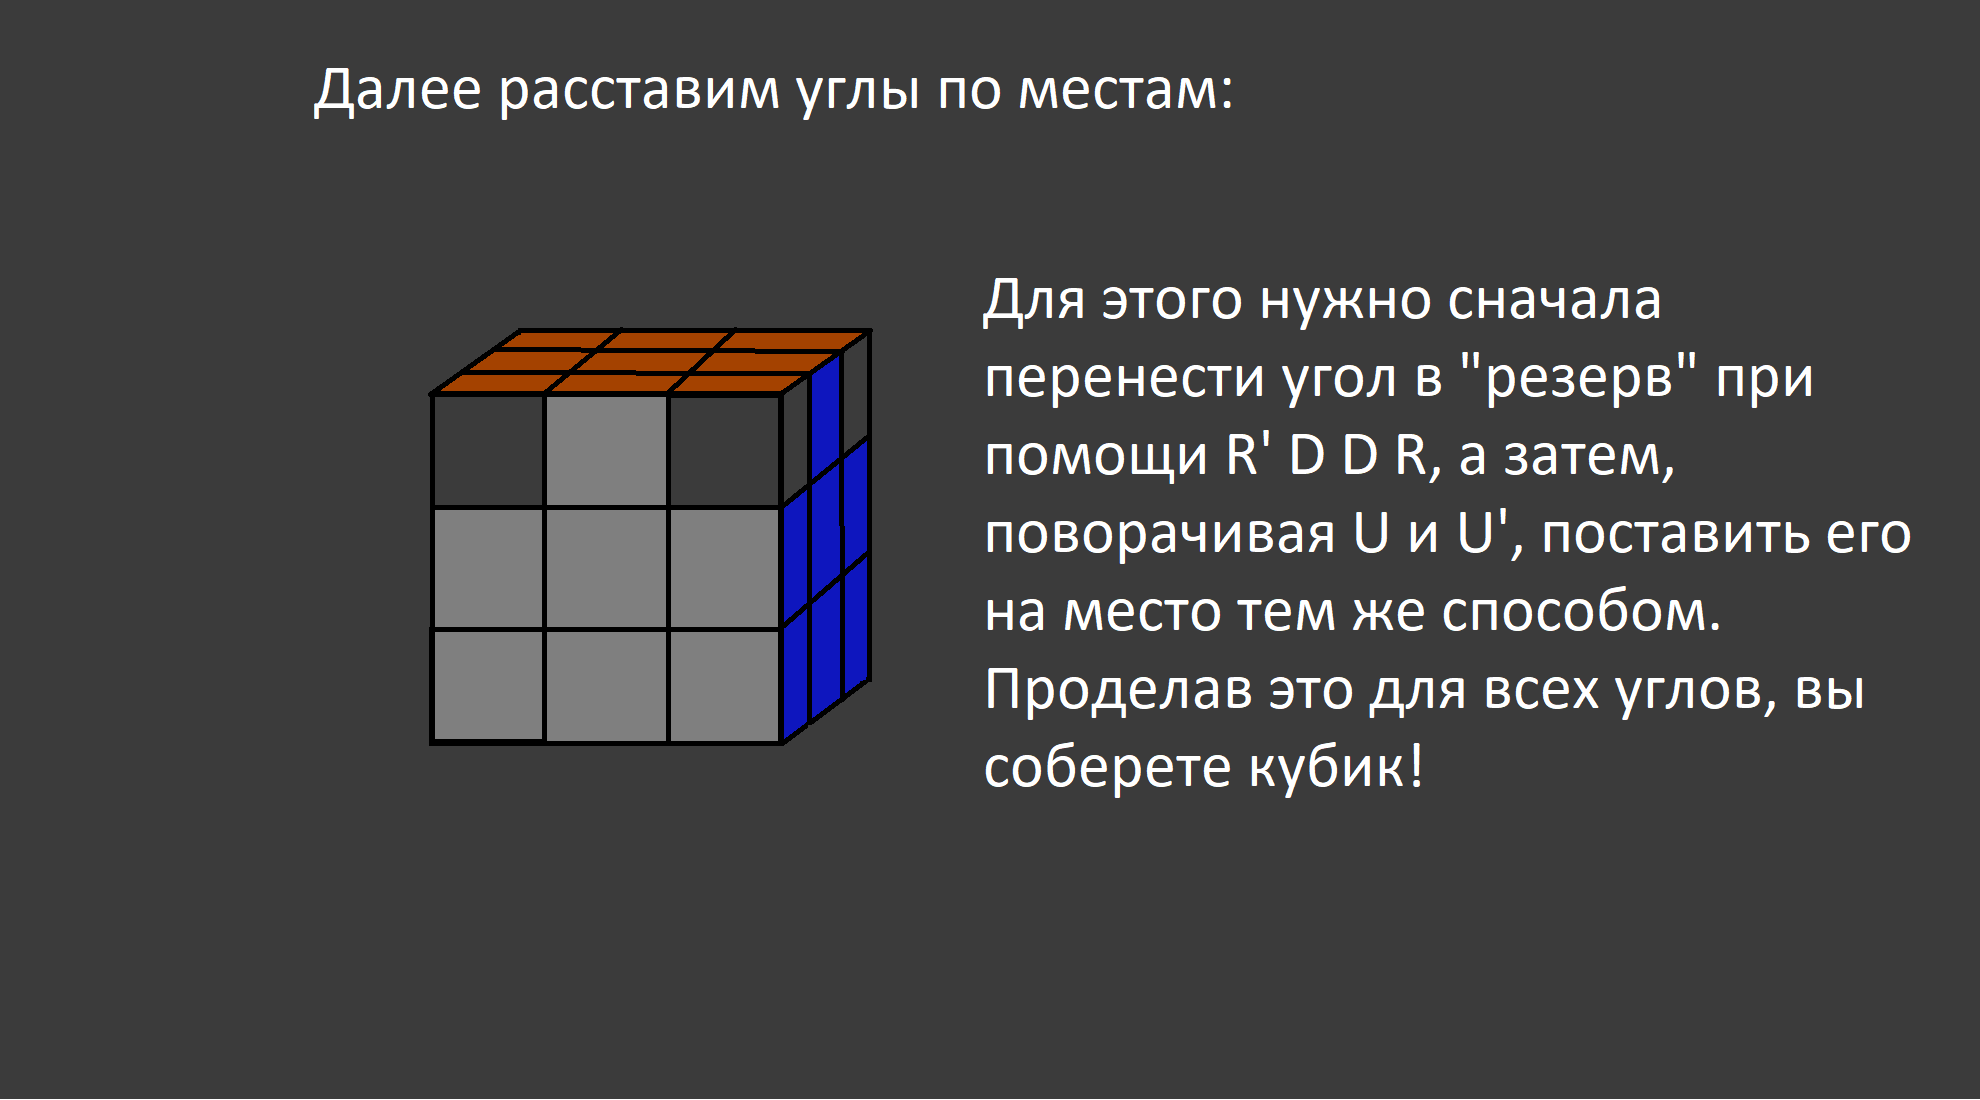 Далее расставим углы по местам:
Для этого нужно сначала
перенести угол в "резерв" при
помощи R' D D R, а затем,
поворачивая U и U', поставить его
на место тем же способом.
Проделав это для всех углов, вы
соберете кубик!